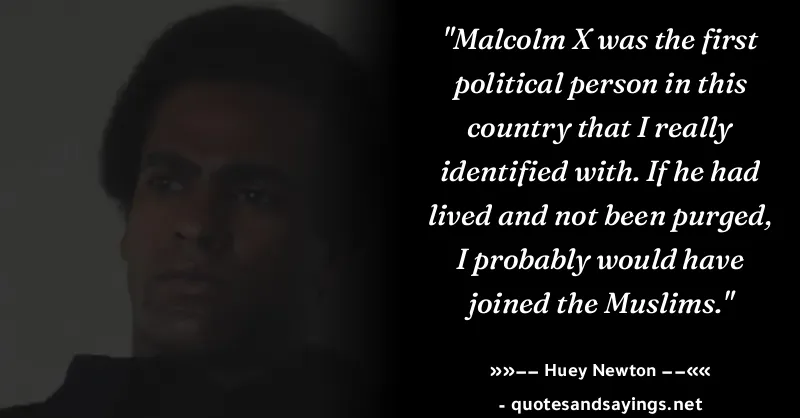 "Malcolm X was the first
political person in this
country that I really
identified with. If he had
lived and not been purged,
I probably would have
joined the Muslims."
»»−− Huey Newton −−««
- quotesandsayings.net